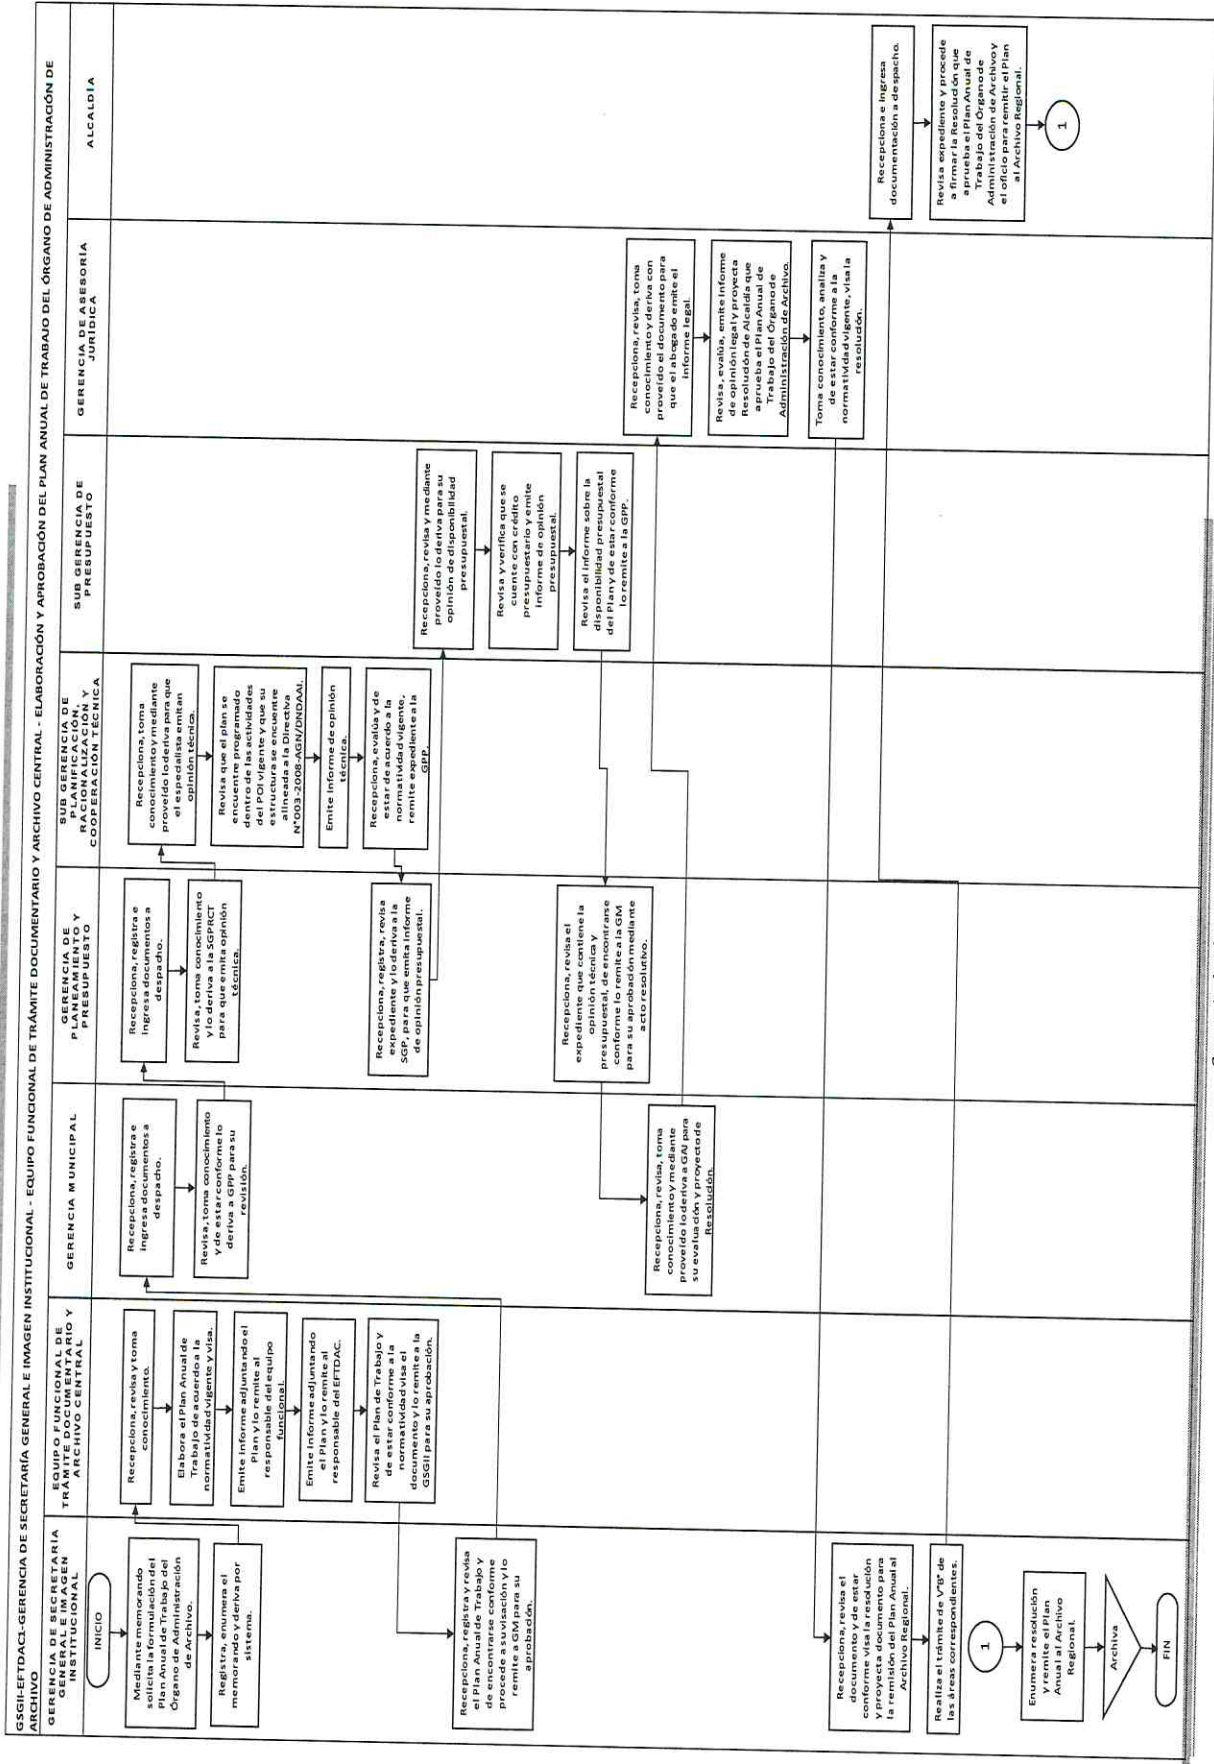 GSGII-EFTDAC1-GERENCIA DE SECRETARÍA GENERAL E IMAGEN INSTITUCIONAL - EQUIPO FUNCIONAL DE TRÁMITE DOCUMENTARIO Y ARCHIVO CENTRAL - ELABORACIÓN Y APROBACIÓN DEL PLAN ANUAL DE TRABAJO DEL ÓRGANO DE ADMINISTRACIÓN DE
ARCHIVO
GERENCIA DE SECRETARÍA
GENERAL E IMAGEN
INSTITUCIONAL
EQUIPO FUNCIONAL DE
TRÁMITE DOCUMENTARIO Y
ARCHIVO CENTRAL
GERENCIA MUNICIPAL
GERENCIA DE
PLANEAMIENTO Y
PRESUPUESTO
SUB GERENCIA DE
PLANIFICACIÓN,
RACIONALIZACIÓN Y
COOPERACIÓN TÉCNICA
SUB GERENCIA DE
PRESUPUESTO
GERENCIA DE ASESORÍA
JURÍDICA
ALCALDÍA
INICIO
Mediante memorando
solicita la formulación del
Plan Anual de Trabajo del
Órgano de Administración
de Archivo.
Registra, enumera el
memorando y deriva por
sistema.
Recepciona, revisa y toma
conocimiento.
Elabora el Plan Anual de
Trabajo de acuerdo a la
normatividad vigente y visa.
Emite informe adjuntando el
Plan y lo remite al
responsable del equipo
funcional.
Emite informe adjuntando
el Plan y lo remite al
responsable del EFTDAC.
Revisa el Plan de Trabajo y
de estar conforme a la
normatividad visa el
documento y lo remite a la
GSGII para su aprobación.
Recepciona, registra y revisa
el Plan Anual de Trabajo y
de encontrarse conforme
procede a su visación y lo
remite a GM para su
aprobación.
Recepciona, registra e
ingresa documentos a
despacho.
Revisa, toma conocimiento
y de estar conforme lo
deriva a GPP para su
revisión.
Recepciona, registra e
ingresa documentos a
despacho.
Revisa, toma conocimiento
y lo deriva a la SGPRCT
para que emita opinión
técnica.
Recepciona, toma
conocimiento y mediante
proveído lo deriva para que
el especialista emitan
opinión técnica.
Revisa que el plan se
encuentre programado
dentro de las actividades
del POI vigente y que su
estructura se encuentre
alineada a la Directiva
N°003-2008-AGN/DNDAAI.
Emite informe de opinión
técnica.
Recepciona, evalúa y de
estar de acuerdo a la
normatividad vigente,
remite expediente a la
GPP.
Recepciona, registra, revisa
expediente y lo deriva a la
SGP, para que emita informe
de opinión presupuestal.
Recepciona, revisa y mediante
proveído lo deriva para su
opinión de disponibilidad
presupuestal.
Revisa y verifica que se
cuente con crédito
presupuestario y emite
informe de opinión
presupuestal.
Revisa el informe sobre la
disponibilidad presupuestal
del Plan y de estar conforme
lo remite a la GPP.
Recepciona, revisa el
expediente que contiene la
opinión técnica y
presupuestal, de encontrarse
conforme lo remite a la GM
para su aprobación mediante
acto resolutivo.
Recepciona, revisa, toma
conocimiento y mediante
proveído lo deriva a GAJ para
su evaluación y proyecto de
Resolución.
Recepciona, revisa, toma
conocimiento y deriva con
proveído el documento para
que el abogado emite el
informe legal.
Revisa, evalúa, emite Informe
de opinión legal y proyecta
Resolución de Alcaldía que
aprueba el Plan Anual de
Trabajo del Órgano de
Administración de Archivo.
Toma conocimiento, analiza y
de estar conforme a la
normatividad vigente, visa la
resolución.
Recepciona, revisa el
documento y de estar
conforme visa la resolución
y proyecta documento para
la remisión del Plan Anual al
Archivo Regional.
Realiza el trámite de V°B° de
las áreas correspondientes.
Recepciona e ingresa
documentación a despacho.
Revisa expediente y procede
a firmar la Resolución que
aprueba el Plan Anual de
Trabajo del Órgano de
Administración de Archivo y
el oficio para remitir el Plan
al Archivo Regional.
1
1
Enumera resolución
y remite el Plan
Anual al Archivo
Regional.
Archiva
FIN